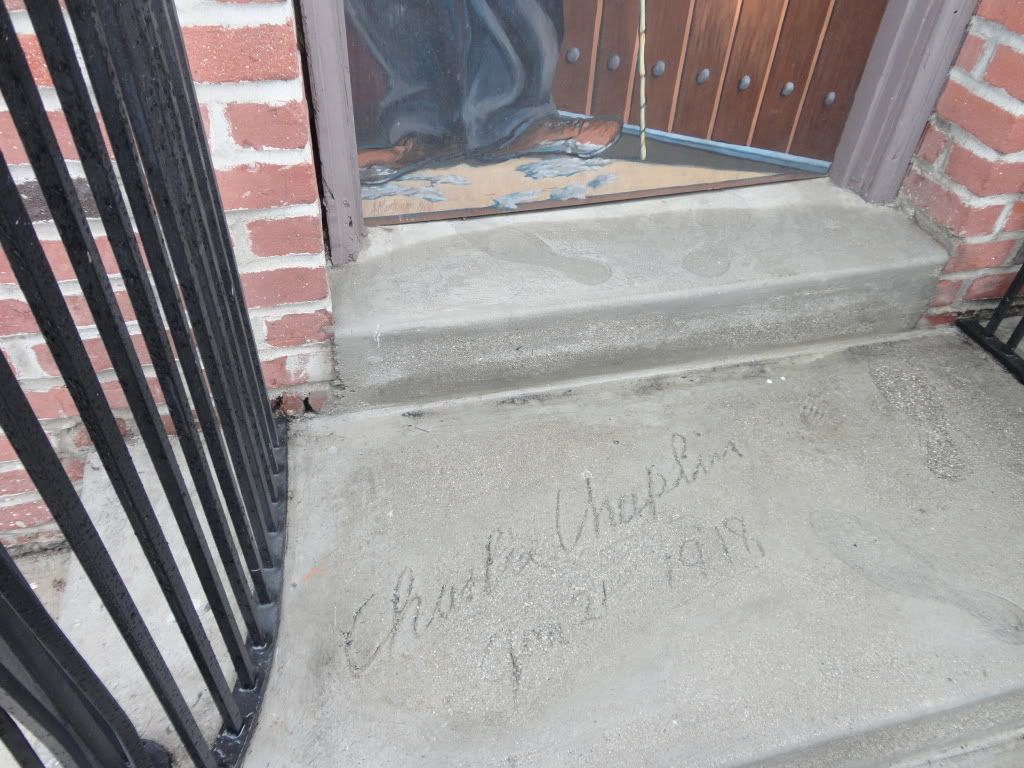 Charlie Chaplin
Jan 21 1918